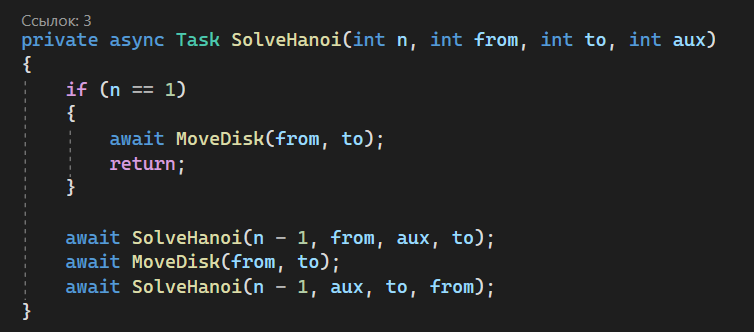 Ссылок: 3
private async Task SolveHanoi(int n, int from, int to, int aux)
{
    if (n == 1)
    {
        await MoveDisk(from, to);
        return;
    }

    await SolveHanoi(n - 1, from, aux, to);
    await MoveDisk(from, to);
    await SolveHanoi(n - 1, aux, to, from);
}